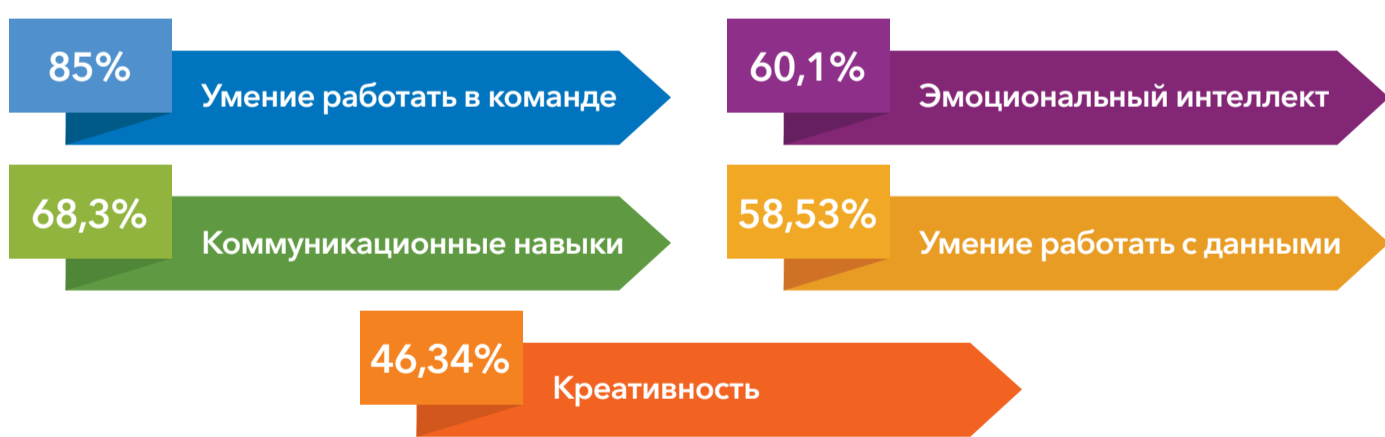 85%
Умение работать в команде
60,1%
Эмоциональный интеллект
68,3%
Коммуникационные навыки
58,53%
Умение работать с данными
46,34%
Креативность